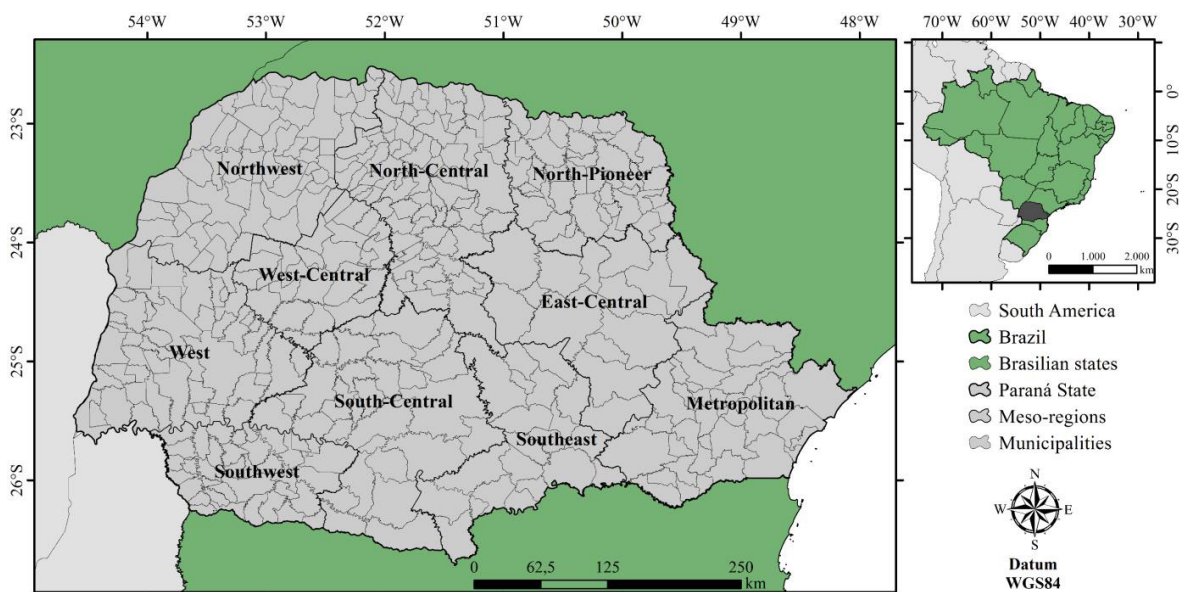 54°W 53°W 52°W 51°W 50°W 49°W 48°W
70°W 60°W 50°W 40°W 30°W
23°S
24°S
25°S
26°S
Northwest
North-Central
North-Pioneer
West-Central
East-Central
West
South-Central
Metropolitan
Southeast
Southwest
0 62,5 125 250
km
0°
10°S
20°S
30°S
0 1.000 2.000
km
South America
Brazil
Brasilian states
Paraná State
Meso-regions
Municipalities
N
W E
S
Datum
WGS84